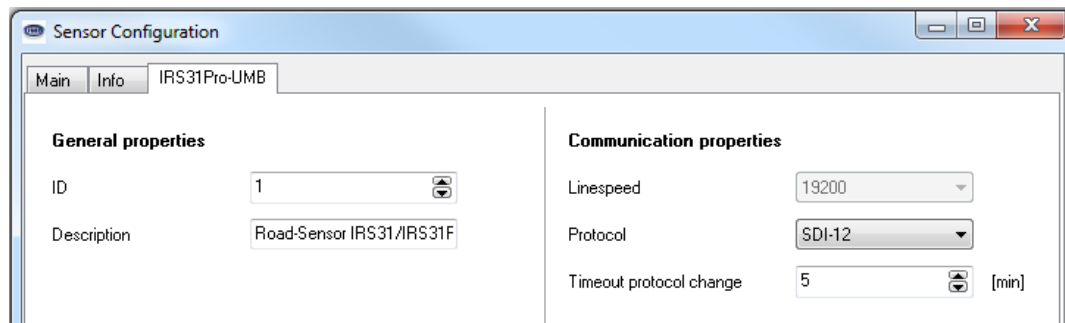 Sensor Configuration
Main Info IRS31Pro-UMB
General properties
ID 1
Description Road-Sensor IRS31/IRS31F
Communication properties
Linespeed 19200
Protocol SDI-12
Timeout protocol change 5 [min]